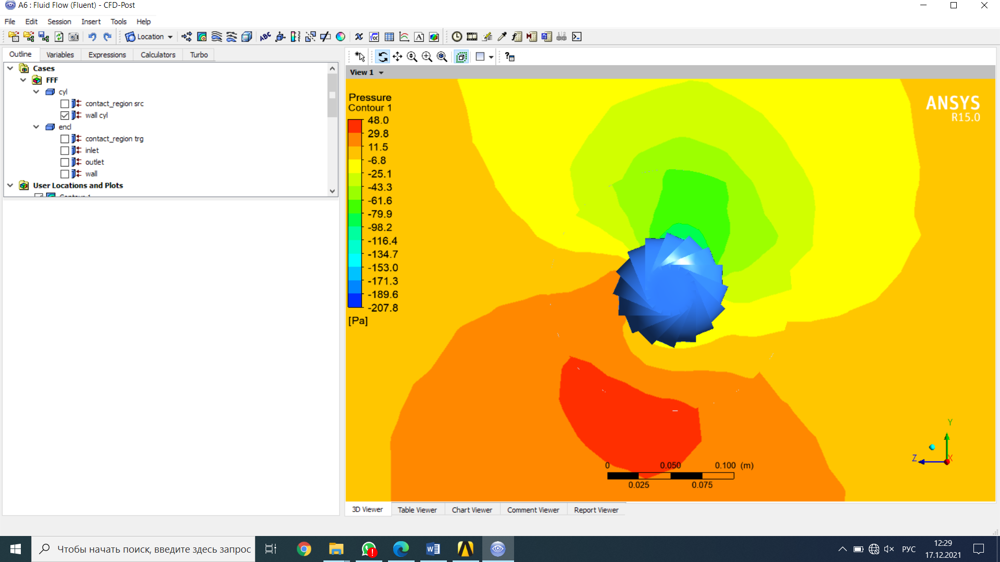 A6 : Fluid Flow (Fluent) - CFD-Post
File Edit Session Insert Tools Help
Location
Outline Variables Expressions Calculators Turbo
Cases
FFF
cyl
contact_region src
wall cyl
encl
contact_region trg
inlet
outlet
wall
User Locations and Plots
Contour 1
View 1
Pressure
Contour 1
48.0
29.8
11.5
-6.8
-25.1
-43.3
-61.6
-79.9
-98.2
-116.4
-134.7
-153.0
-171.3
-189.6
-207.8
[Pa]
ANSYS
R15.0
Y
Z X
0 0.050 0.100 (m)
0.025 0.075
3D Viewer Table Viewer Chart Viewer Comment Viewer Report Viewer
Чтобы начать поиск, введите здесь запрос
РУС
12:29
17.12.2021